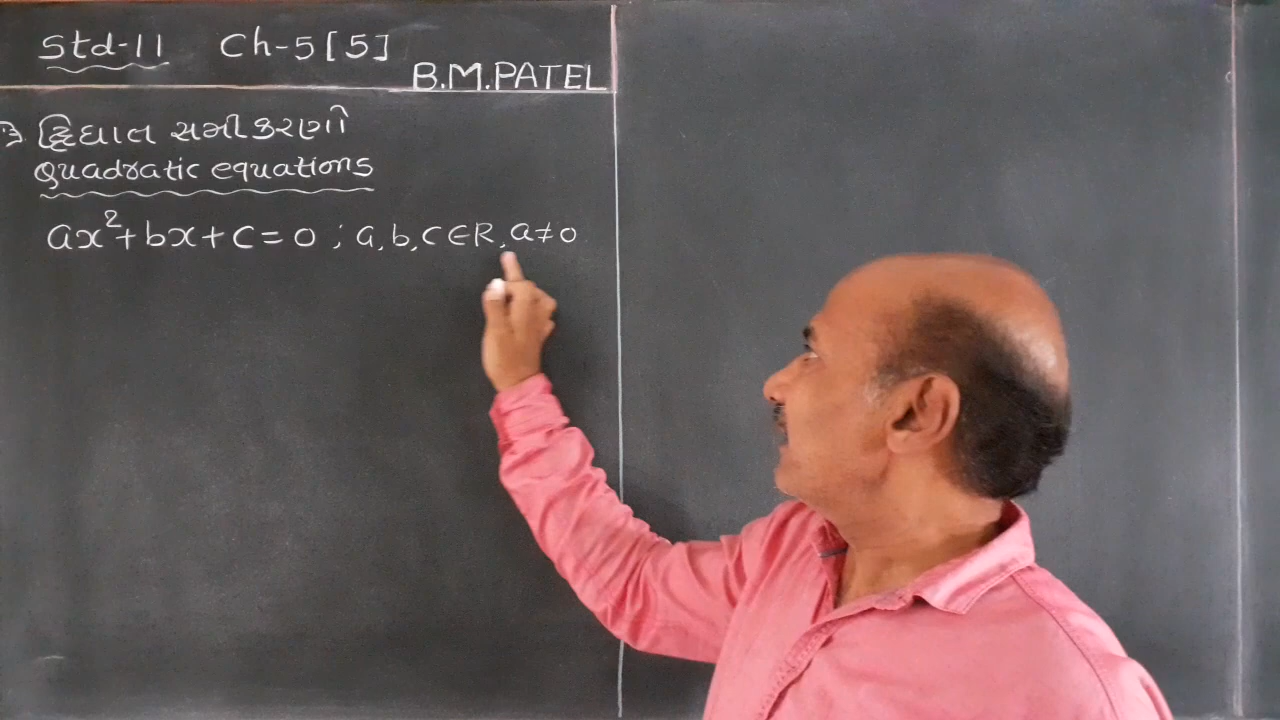 Std-11 Ch-5[5]
B.M.PATEL
→ દ્વિઘાત સમીકરણો
Quadratic equations
ax²+bx+c=0 ; a, b, c ∈ R, a≠0